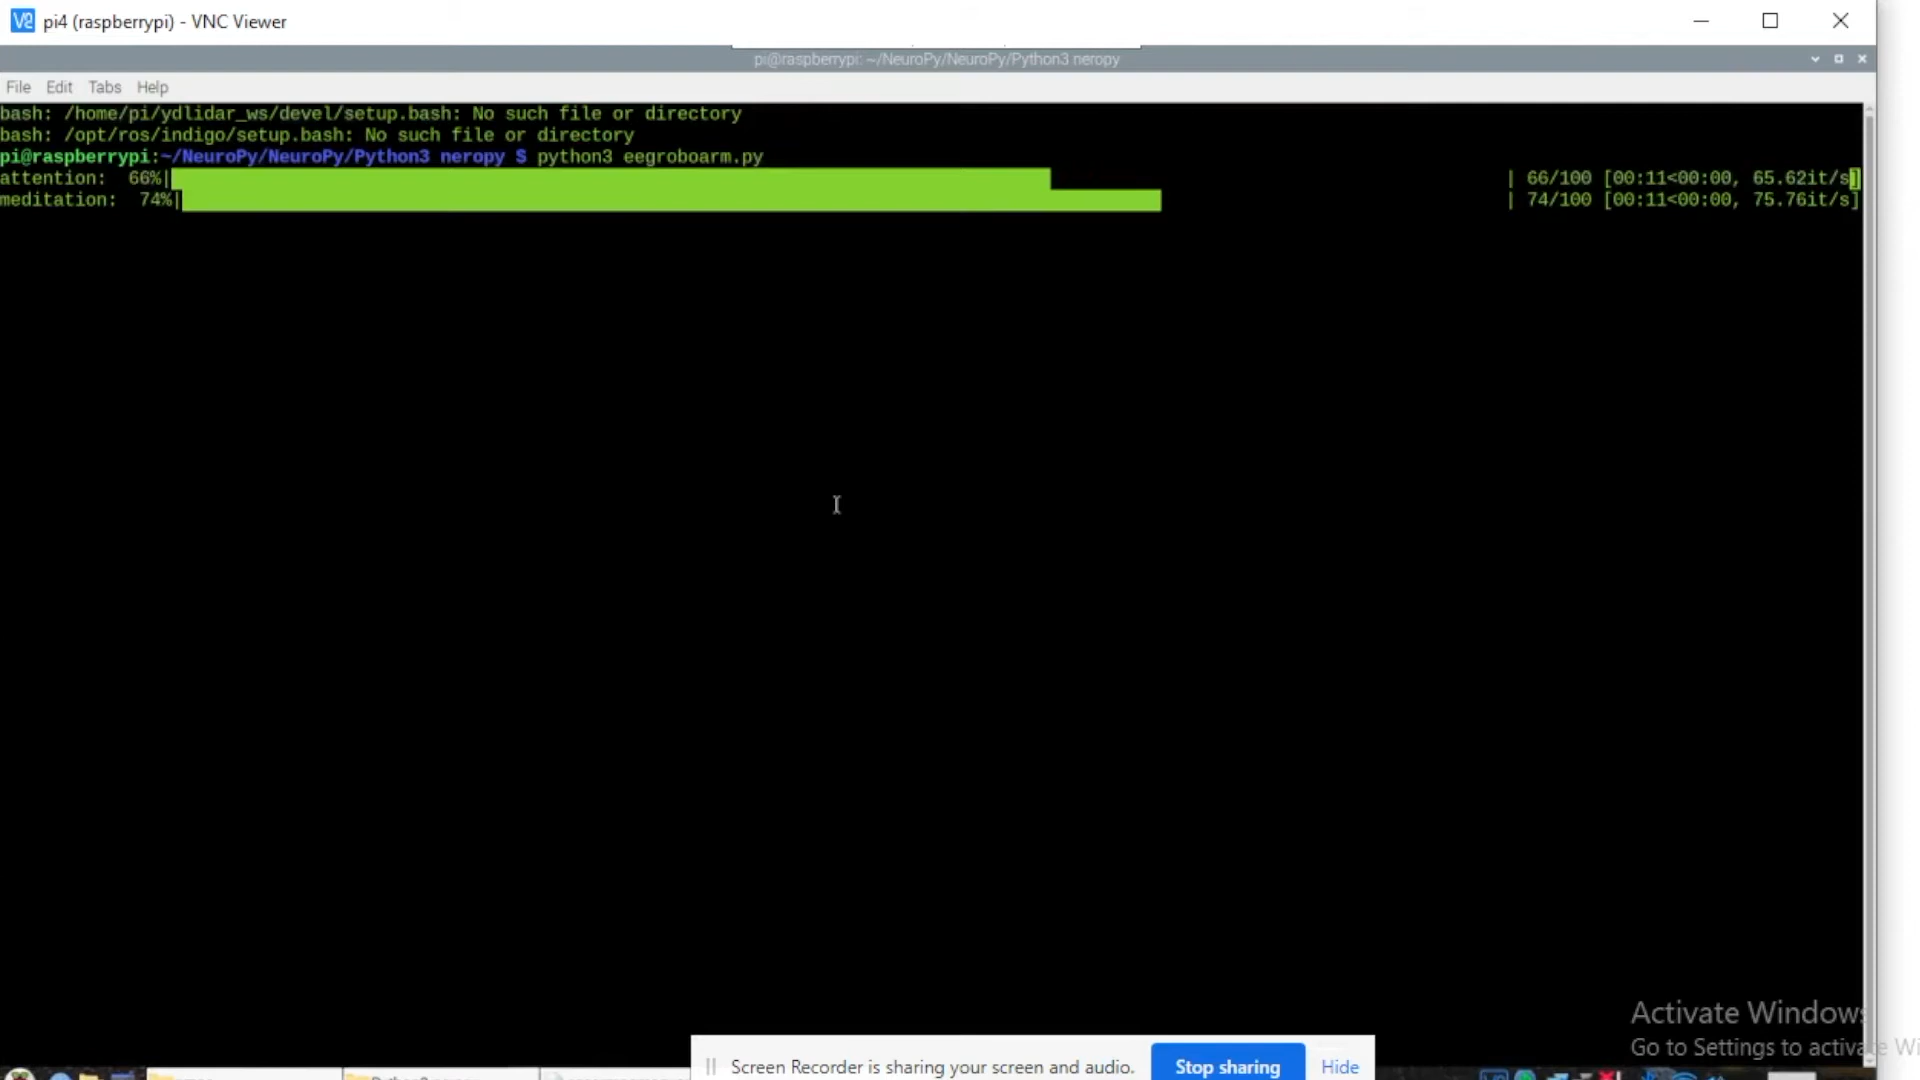 pi4 (raspberrypi) - VNC Viewer
pi@raspberrypi: ~/NeuroPy/NeuroPy/Python3 neropy
File Edit Tabs Help
bash: /home/pi/ydlidar_ws/devel/setup.bash: No such file or directory
bash: /opt/ros/indigo/setup.bash: No such file or directory
pi@raspberrypi:~/NeuroPy/NeuroPy/Python3 neropy $ python3 eegroboarm.py
attention: 66%| | 66/100 [00:11<00:00, 65.62it/s]
meditation: 74%| | 74/100 [00:11<00:00, 75.76it/s]
Activate Windows
Go to Settings to activate Wi
Screen Recorder is sharing your screen and audio. Stop sharing Hide